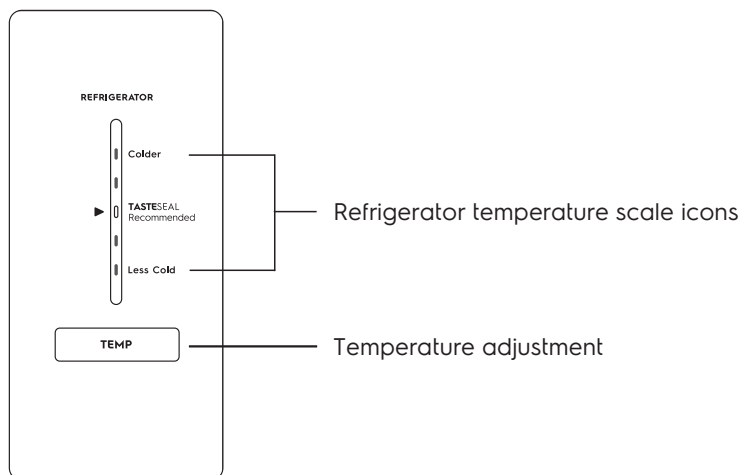 REFRIGERATOR
Colder
TASTESEAL
Recommended
Less Cold
Refrigerator temperature scale icons
TEMP
Temperature adjustment